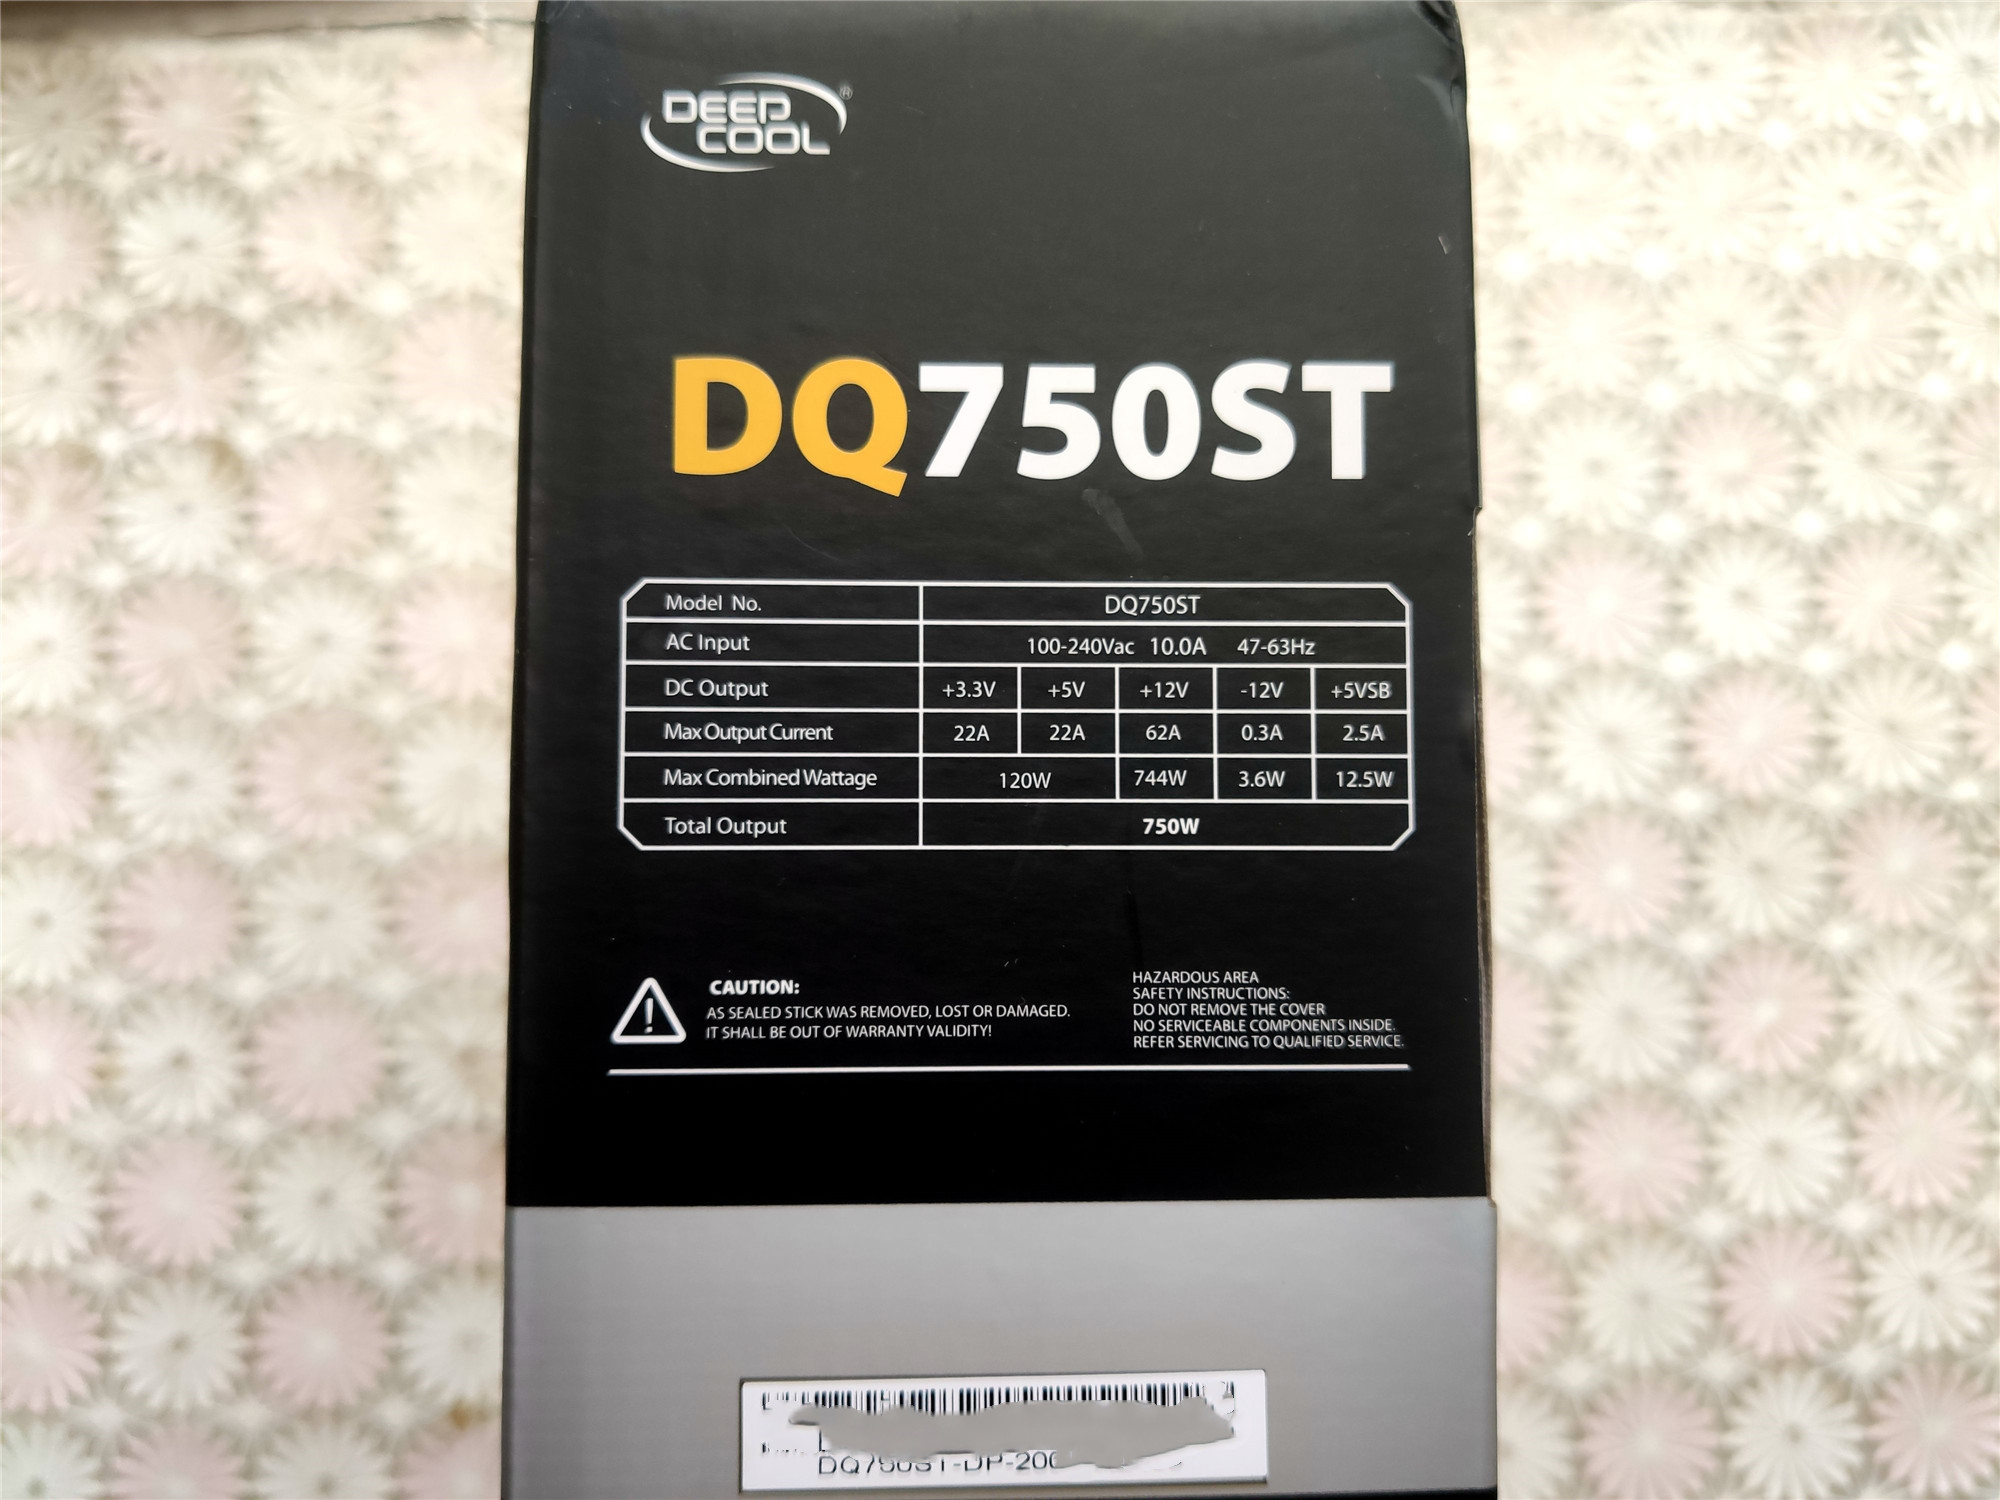 DEEP
COOL®
DQ750ST
Model No. DQ750ST
AC Input 100-240Vac 10.0A 47-63Hz
DC Output +3.3V +5V +12V -12V +5VSB
Max Output Current 22A 22A 62A 0.3A 2.5A
Max Combined Wattage 120W 744W 3.6W 12.5W
Total Output 750W
CAUTION:
AS SEALED STICK WAS REMOVED, LOST OR DAMAGED.
IT SHALL BE OUT OF WARRANTY VALIDITY!
HAZARDOUS AREA
SAFETY INSTRUCTIONS:
DO NOT REMOVE THE COVER
NO SERVICEABLE COMPONENTS INSIDE.
REFER SERVICING TO QUALIFIED SERVICE.